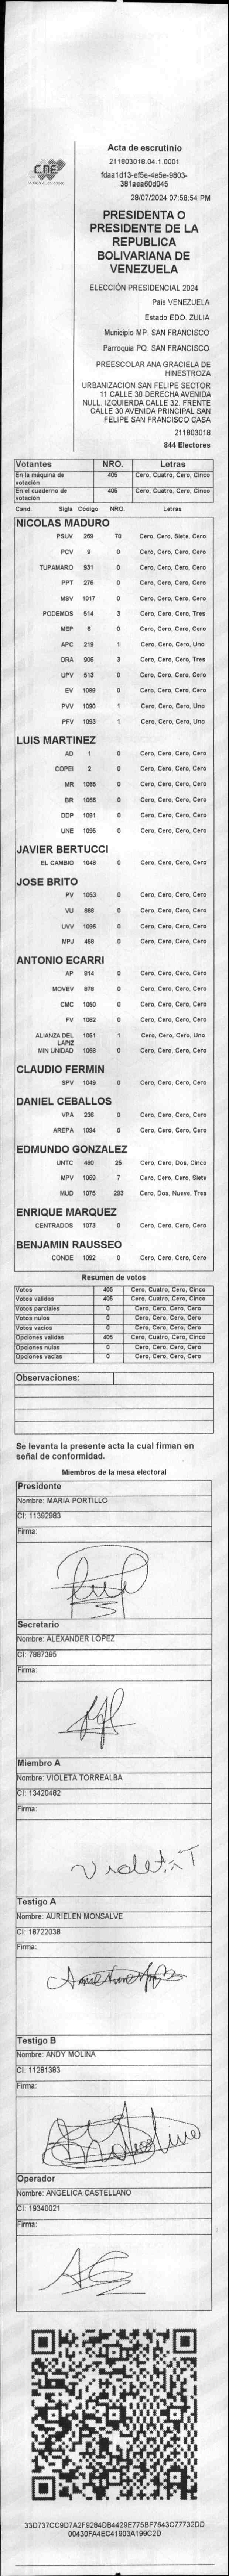 CNE
Acta de escrutinio
211803018.04.1.0001
fdaa1d13-ef5e-4e5e-9803-
381aea60d045
28/07/2024 07:58:54 PM
PRESIDENTA O
PRESIDENTE DE LA
REPUBLICA
BOLIVARIANA DE
VENEZUELA
ELECCIÓN PRESIDENCIAL 2024
País VENEZUELA
Estado EDO. ZULIA
Municipio MP. SAN FRANCISCO
Parroquia PQ. SAN FRANCISCO
PREESCOLAR ANA GRACIELA DE
HINESTROZA
URBANIZACION SAN FELIPE SECTOR
11 CALLE 30 DERECHA AVENIDA
NULL. IZQUIERDA CALLE 32. FRENTE
CALLE 30 AVENIDA PRINCIPAL SAN
FELIPE SAN FRANCISCO CASA
211803018
844 Electores
Votantes NRO. Letras
En la máquina de votación 405 Cero, Cuatro, Cero, Cinco
En el cuaderno de votación 405 Cero, Cuatro, Cero, Cinco
Cand. Sigla Código NRO. Letras
NICOLAS MADURO
PSUV 269 70 Cero, Cero, Siete, Cero
PCV 9 0 Cero, Cero, Cero, Cero
TUPAMARO 931 0 Cero, Cero, Cero, Cero
PPT 276 0 Cero, Cero, Cero, Cero
MSV 1017 0 Cero, Cero, Cero, Cero
PODEMOS 514 3 Cero, Cero, Cero, Tres
MEP 6 0 Cero, Cero, Cero, Cero
APC 219 1 Cero, Cero, Cero, Uno
ORA 906 3 Cero, Cero, Cero, Tres
UPV 513 0 Cero, Cero, Cero, Cero
EV 1089 0 Cero, Cero, Cero, Cero
PVV 1090 1 Cero, Cero, Cero, Uno
PFV 1093 1 Cero, Cero, Cero, Uno
LUIS MARTINEZ
AD 1 0 Cero, Cero, Cero, Cero
COPEI 2 0 Cero, Cero, Cero, Cero
MR 1065 0 Cero, Cero, Cero, Cero
BR 1066 0 Cero, Cero, Cero, Cero
DDP 1091 0 Cero, Cero, Cero, Cero
UNE 1095 0 Cero, Cero, Cero, Cero
JAVIER BERTUCCI
EL CAMBIO 1048 0 Cero, Cero, Cero, Cero
JOSE BRITO
PV 1053 0 Cero, Cero, Cero, Cero
VU 868 0 Cero, Cero, Cero, Cero
UVV 1096 0 Cero, Cero, Cero, Cero
MPJ 458 0 Cero, Cero, Cero, Cero
ANTONIO ECARRI
AP 814 0 Cero, Cero, Cero, Cero
MOVEV 878 0 Cero, Cero, Cero, Cero
CMC 1050 0 Cero, Cero, Cero, Cero
FV 1062 0 Cero, Cero, Cero, Cero
ALIANZA DEL LAPIZ 1051 1 Cero, Cero, Cero, Uno
MIN UNIDAD 1059 0 Cero, Cero, Cero, Cero
CLAUDIO FERMIN
SPV 1049 0 Cero, Cero, Cero, Cero
DANIEL CEBALLOS
VPA 236 0 Cero, Cero, Cero, Cero
AREPA 1094 0 Cero, Cero, Cero, Cero
EDMUNDO GONZALEZ
UNTC 460 25 Cero, Cero, Dos, Cinco
MPV 1069 7 Cero, Cero, Cero, Siete
MUD 1075 293 Cero, Dos, Nueve, Tres
ENRIQUE MARQUEZ
CENTRADOS 1073 0 Cero, Cero, Cero, Cero
BENJAMIN RAUSSEO
CONDE 1092 0 Cero, Cero, Cero, Cero
Resumen de votos
Votos 405 Cero, Cuatro, Cero, Cinco
Votos validos 405 Cero, Cuatro, Cero, Cinco
Votos parciales 0 Cero, Cero, Cero, Cero
Votos nulos 0 Cero, Cero, Cero, Cero
Votos vacios 0 Cero, Cero, Cero, Cero
Opciones validas 405 Cero, Cuatro, Cero, Cinco
Opciones nulas 0 Cero, Cero, Cero, Cero
Opciones vacias 0 Cero, Cero, Cero, Cero
Observaciones:
Se levanta la presente acta la cual firman en
señal de conformidad.
Miembros de la mesa electoral
Presidente
Nombre: MARIA PORTILLO
CI: 11392983
Firma:
Secretario
Nombre: ALEXANDER LOPEZ
CI: 7887395
Firma:
Miembro A
Nombre: VIOLETA TORREALBA
CI: 13420482
Firma:
Violeta T
Testigo A
Nombre: AURIELEN MONSALVE
CI: 18722038
Firma:
Testigo B
Nombre: ANDY MOLINA
CI: 11281383
Firma:
Operador
Nombre: ANGELICA CASTELLANO
CI: 19340021
Firma:
33D737CC9D7A2F9284DB4429E775BF7643C77732DD
00430FA4EC41903A199C2D